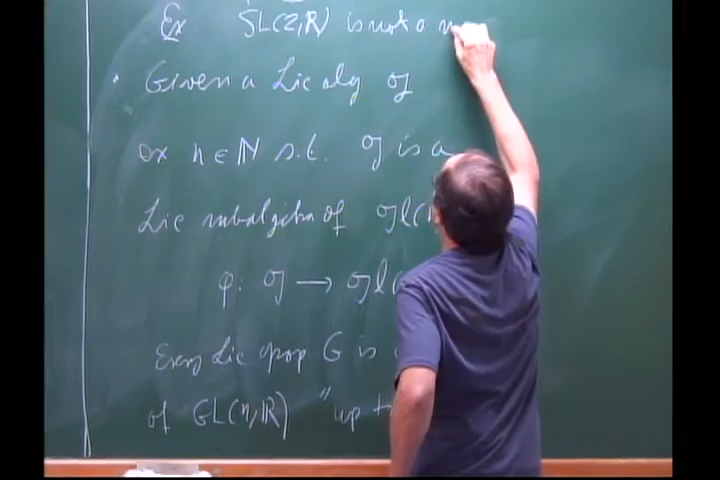 Ex SL(2,ℝ) is not a m
· Given a Lie alg 𝔤
∃x n ∈ ℕ s.t. 𝔤 is a
Lie subalgebra of 𝔤l(
φ: 𝔤 → 𝔤l(
Every Lie group G is
of GL(n,ℝ) "up t